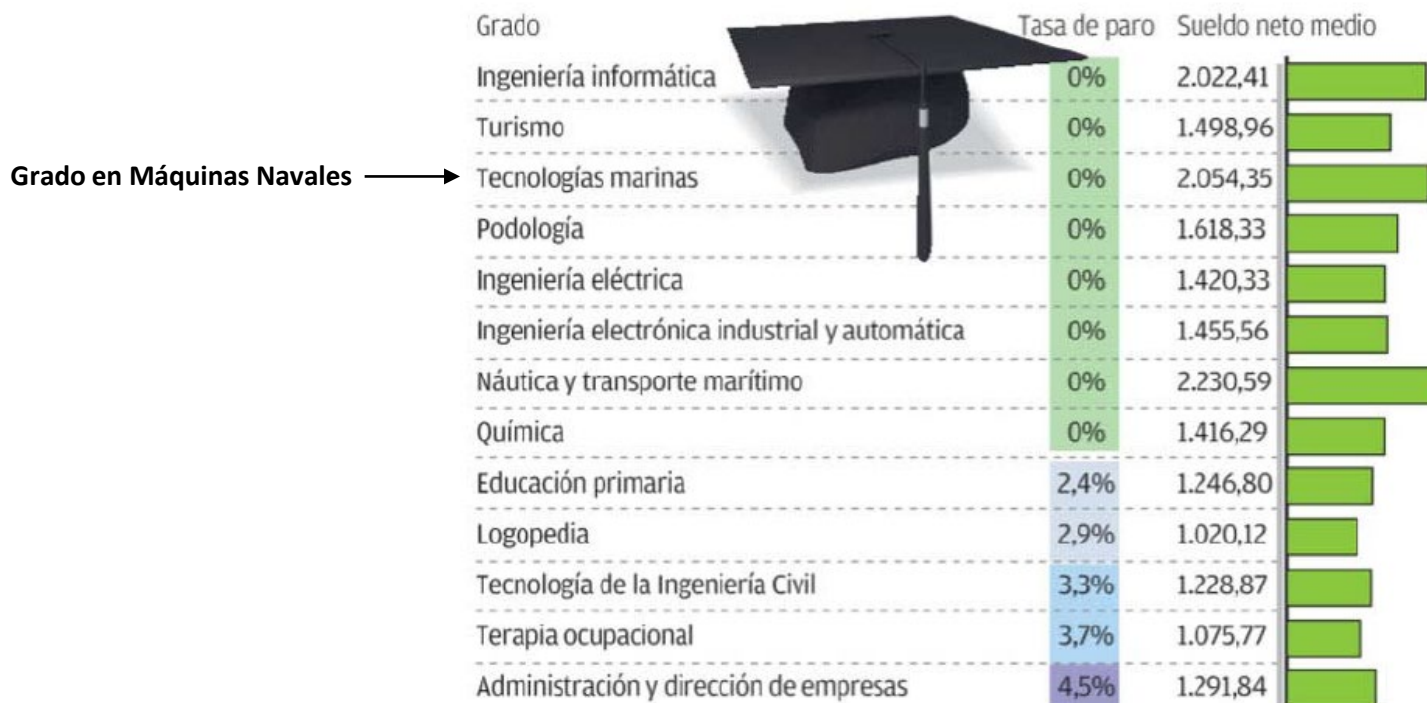 Grado Tasa de paro Sueldo neto medio
Ingeniería informática 0% 2.022,41
Turismo 0% 1.498,96
Grado en Máquinas Navales Tecnologías marinas 0% 2.054,35
Podología 0% 1.618,33
Ingeniería eléctrica 0% 1.420,33
Ingeniería electrónica industrial y automática 0% 1.455,56
Náutica y transporte marítimo 0% 2.230,59
Química 0% 1.416,29
Educación primaria 2,4% 1.246,80
Logopedia 2,9% 1.020,12
Tecnología de la Ingeniería Civil 3,3% 1.228,87
Terapia ocupacional 3,7% 1.075,77
Administración y dirección de empresas 4,5% 1.291,84